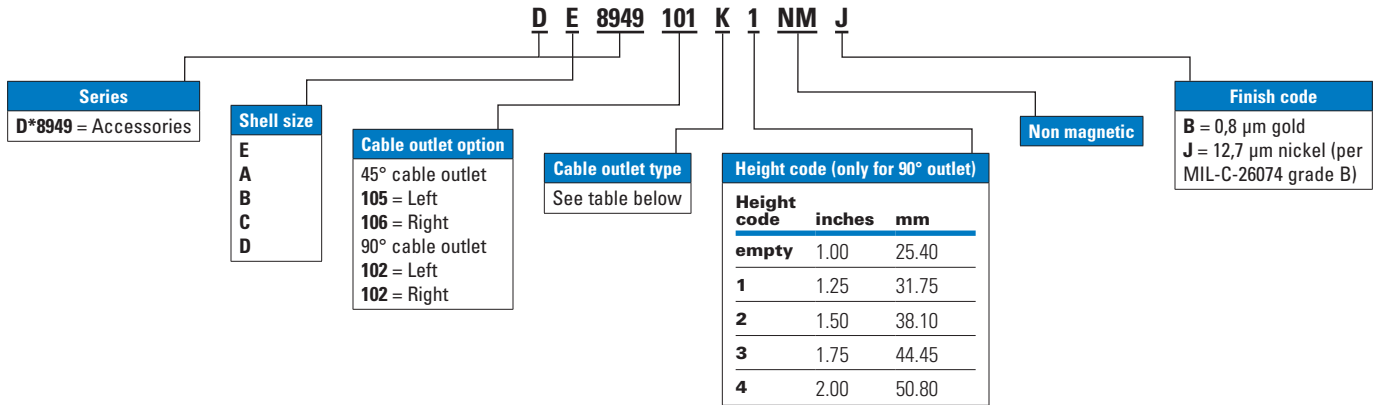 D E 8949 101 K 1 NM J
Series
D*8949 = Accessories
Shell size
E
A
B
C
D
Cable outlet option
45° cable outlet
105 = Left
106 = Right
90° cable outlet
102 = Left
102 = Right
Cable outlet type
See table below
Height code (only for 90° outlet)
Height
code inches mm
empty 1.00 25.40
1 1.25 31.75
2 1.50 38.10
3 1.75 44.45
4 2.00 50.80
Non magnetic
Finish code
B = 0,8 µm gold
J = 12,7 µm nickel (per
MIL-C-26074 grade B)